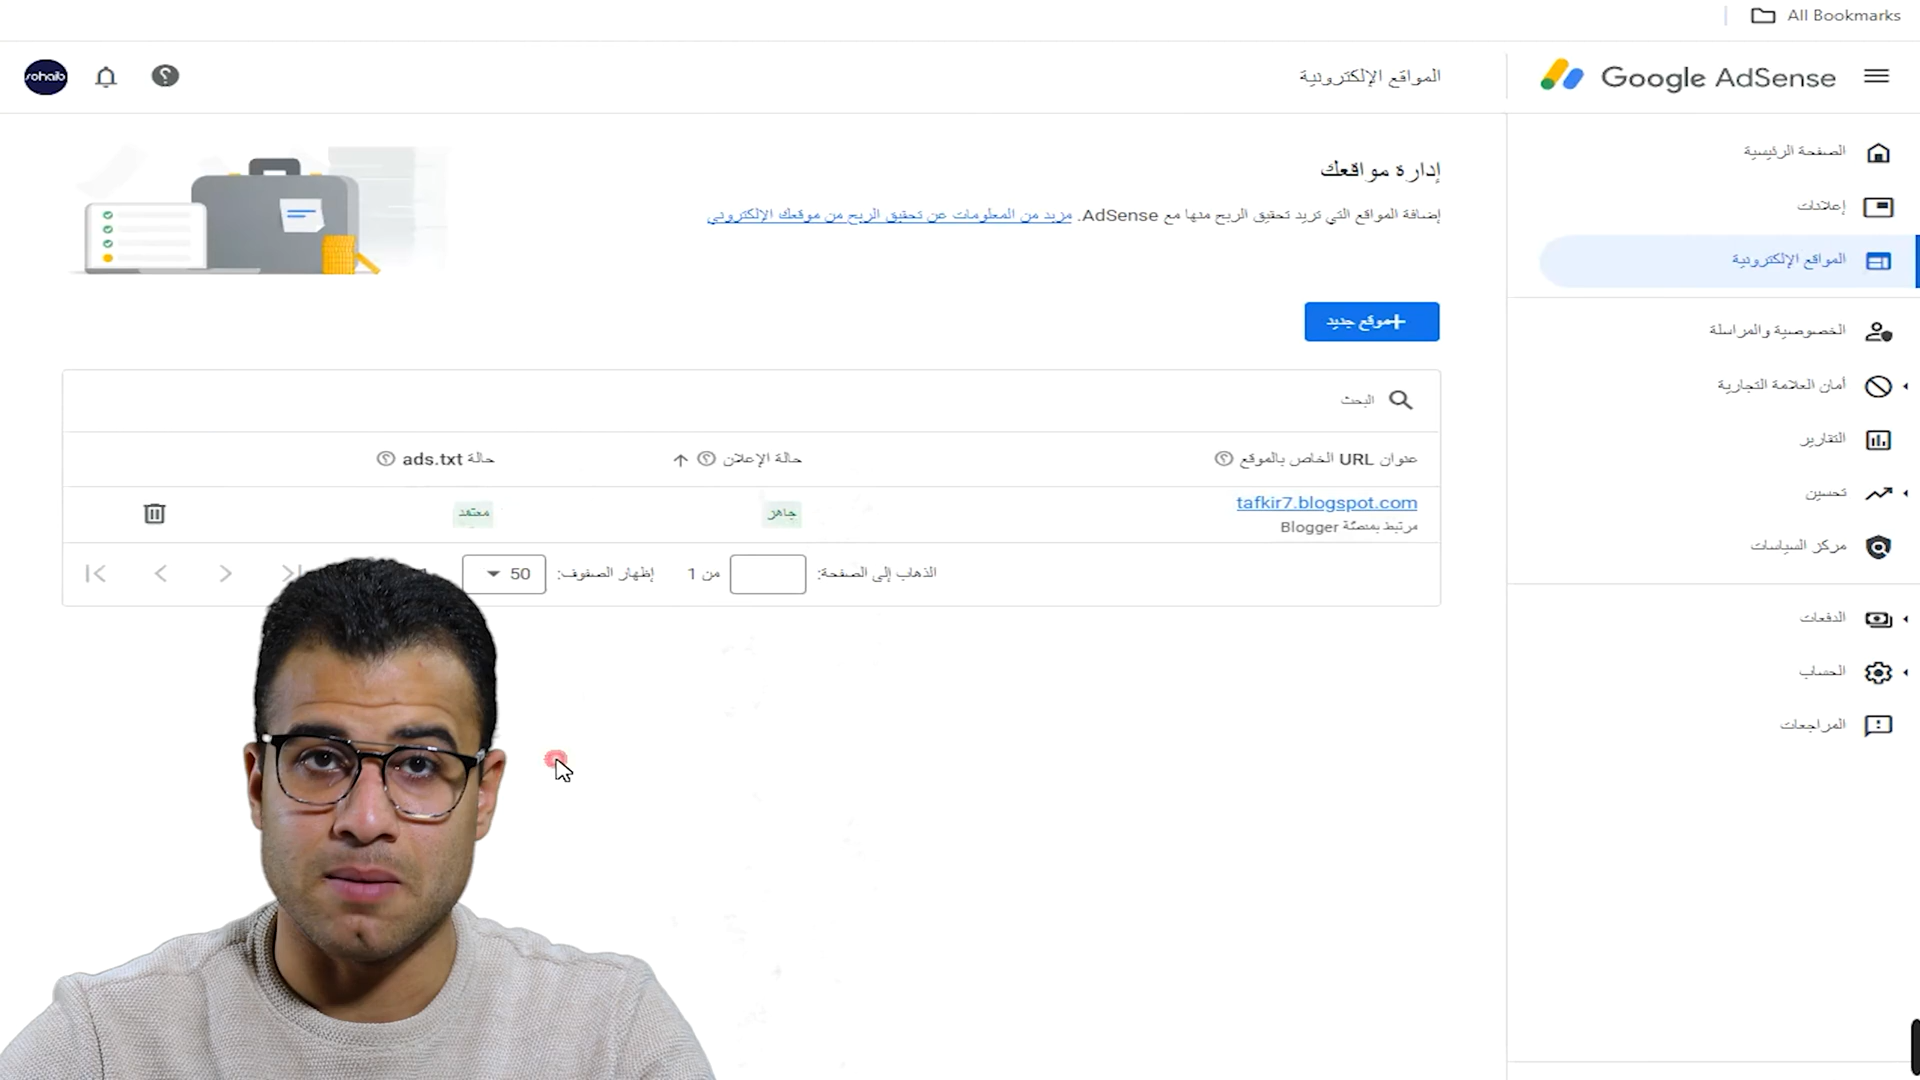 All Bookmarks
Google AdSense
المواقع الإلكترونية
sohaib
الصفحة الرئيسية
إعلانات
المواقع الإلكترونية
الخصوصية والمراسلة
أمان العلامة التجارية
التقارير
تحسين
مركز السياسات
الدفعات
الحساب
المراجعات
إدارة مواقعك
إضافة المواقع التي تريد تحقيق الربح منها مع AdSense. مزيد من المعلومات عن تحقيق الربح من موقعك الإلكتروني
+موقع جديد
البحث
عنوان URL الخاص بالموقع
حالة الإعلان
حالة ads.txt
tafkir7.blogspot.com
مرتبط بمنصّة Blogger
جاهز
معتمد
الذهاب إلى الصفحة:
من 1
إظهار الصفوف:
50